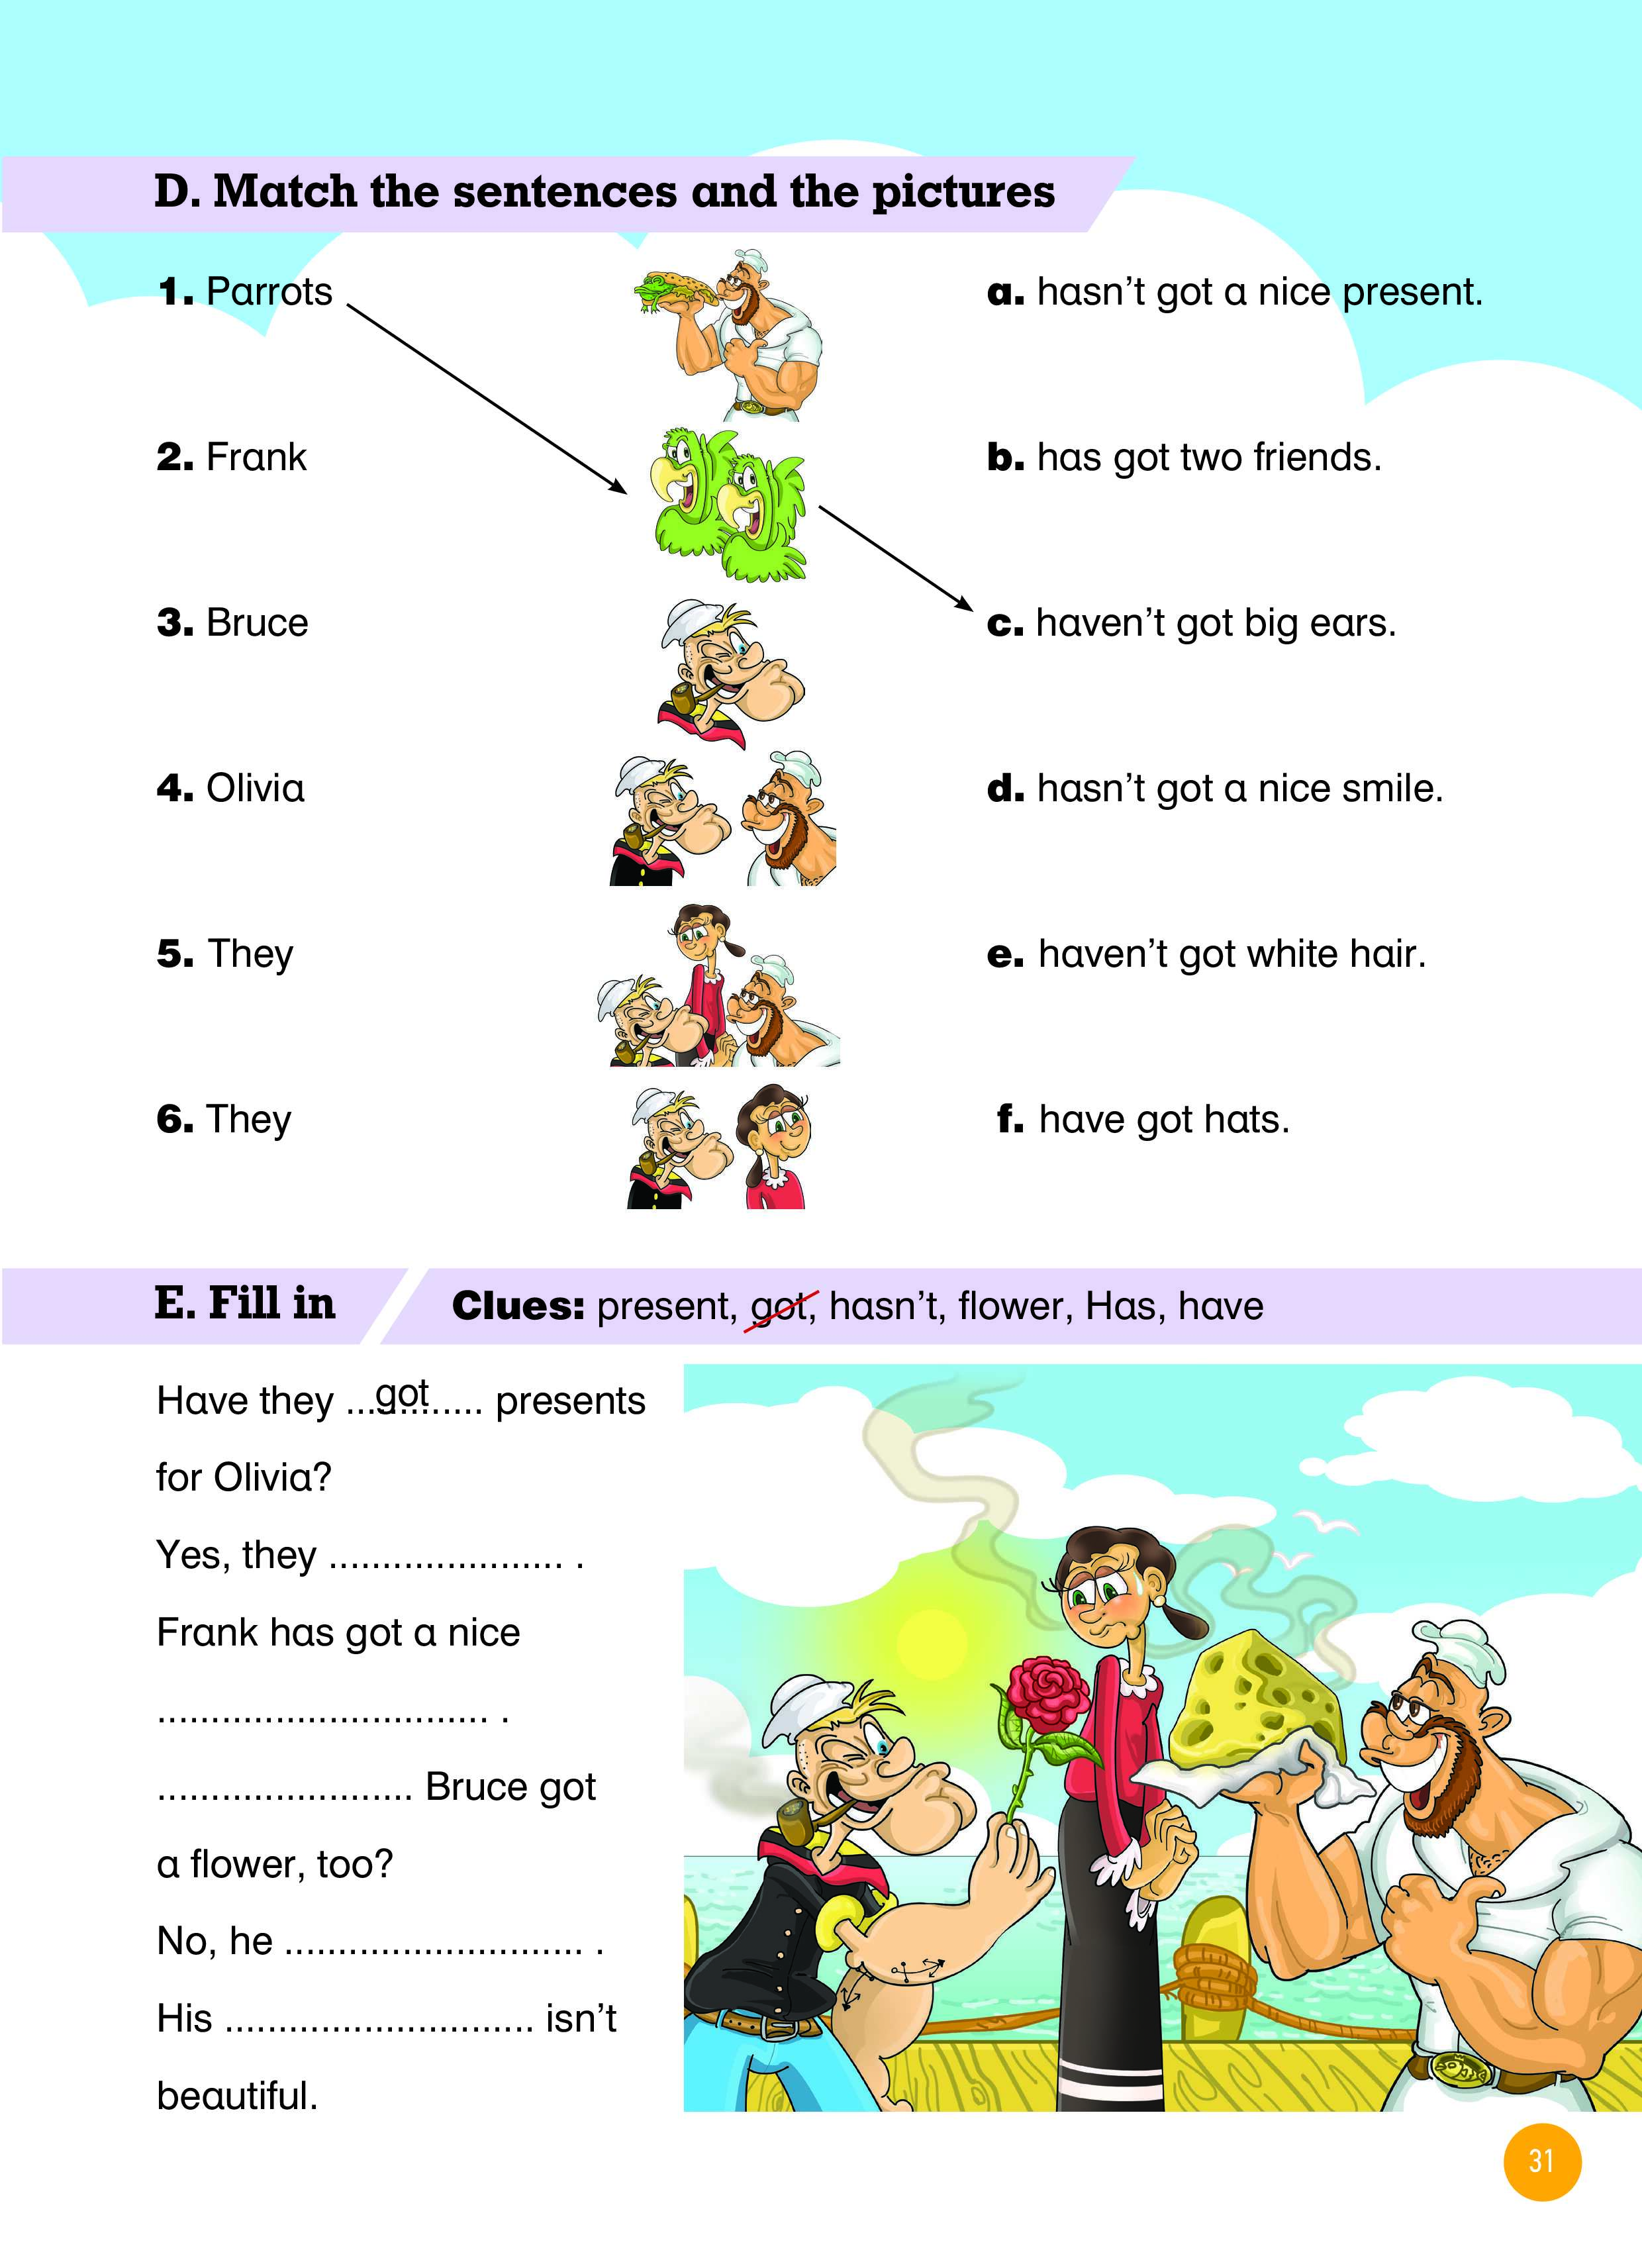 D. Match the sentences and the pictures
1. Parrots
a. hasn't got a nice present.
2. Frank
b. has got two friends.
3. Bruce
c. haven't got big ears.
4. Olivia
d. hasn't got a nice smile.
5. They
e. haven't got white hair.
6. They
f. have got hats.
E. Fill in
Clues: present, got, hasn't, flower, Has, have
Have they ...got...... presents
for Olivia?
Yes, they ...................... .
Frank has got a nice
............................... .
........................ Bruce got
a flower, too?
No, he ............................ .
His ............................. isn't
beautiful.
31